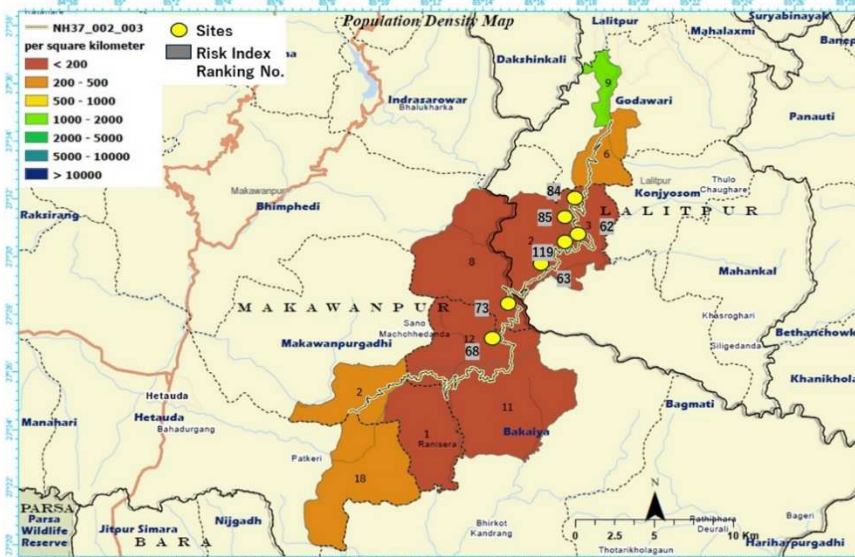 Population Density Map
NH37_002_003
per square kilometer
< 200
200 - 500
500 - 1000
1000 - 2000
2000 - 5000
5000 - 10000
> 10000
Sites
Risk Index
Ranking No.
Lalitpur
Suryabinayak
Mahalaxmi
Banep
Dakshinkali
Indrasarowar
Bhalukharka
9
Godawari
Panauti
6
Makawanpur
Bhimphedi
Raksirang
84
Lalitpur
Konjyosom
Thulo
Chaughare
85
LALITPUR
2
3
62
8
119
63
Mahankal
MAKAWANPUR
73
Khasroghari
Sano
Machchhedanda
12
Siligedanda
Bethanchowk
Makawanpurgadhi
68
Khanikhola
Hetauda
2
Manahari
Hetauda
Bahadurgang
11
Bagmati
1
Ranisera
Bakaiya
Patkeri
18
PARSA
Parsa
Wildlife
Reserve
Jitpur Simara
Nijgadh
BARA
Bhirkot
Kandrang
N
0 2.5 5 10 Km
Deurali
Bageri
Thotarikholagaun
Hariharpurgadhi